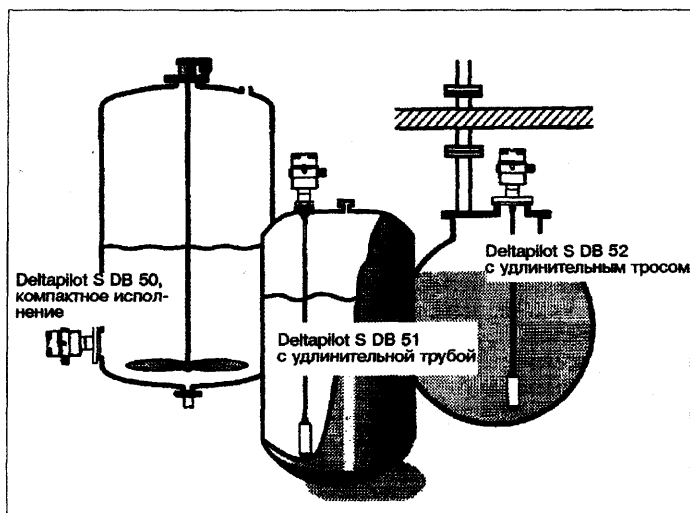 Deltapilot S DB 50,
компактное испол-
нение
Deltapilot S DB 51
с удлинительной трубой
Deltapilot S DB 52
с удлинительным тросом